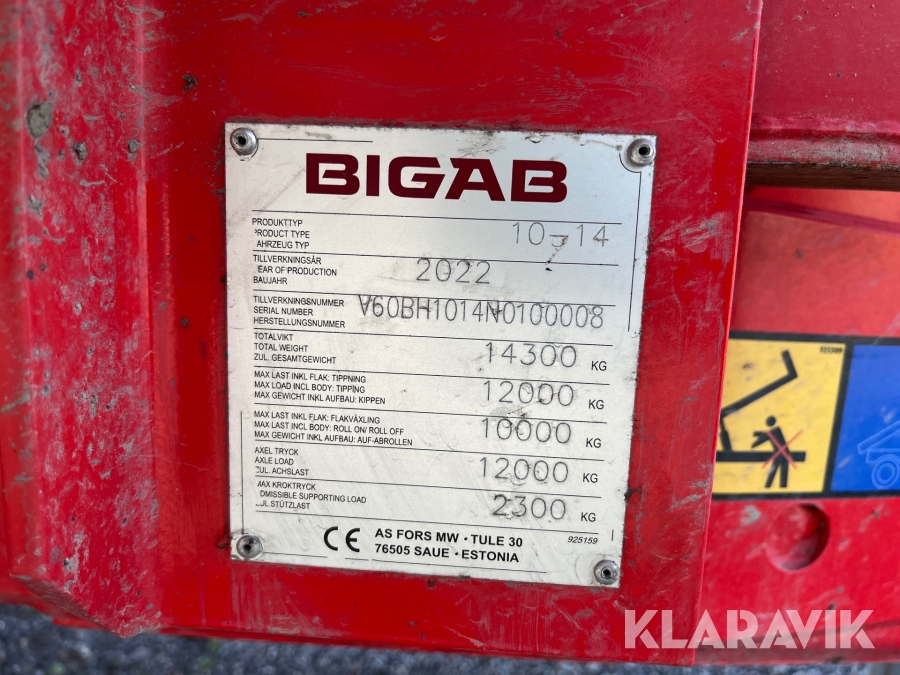 BIGAB
PRODUKTTYP
PRODUCT TYPE
AHRZEUG TYP
10-14
TILLVERKNINGSÅR
EAR OF PRODUCTION
BAUJAHR
2022
TILLVERKNINGSNUMMER
SERIAL NUMBER
HERSTELLUNGSNUMMER
V60BH1014N0100008
TOTALVIKT
TOTAL WEIGHT
ZUL. GESAMTGEWICHT
14300 KG
MAX LAST INKL FLAK: TIPPNING
MAX LOAD INCL BODY: TIPPING
MAX GEWICHT INKL AUFBAU: KIPPEN
12000 KG
MAX LAST INKL FLAK: FLAKVÄXLING
MAX LAST INCL BODY: ROLL ON/ ROLL OFF
MAX GEWICHT INKL AUFBAU: AUF-ABROLLEN
10000 KG
AXEL TRYCK
AXLE LOAD
ZUL. ACHSLAST
12000 KG
MAX KROKTRYCK
DMISSIBLE SUPPORTING LOAD
ZUL.STÜTZLAST
2300 KG
CE
AS FORS MW · TULE 30
76505 SAUE · ESTONIA
925159
KLARAVIK